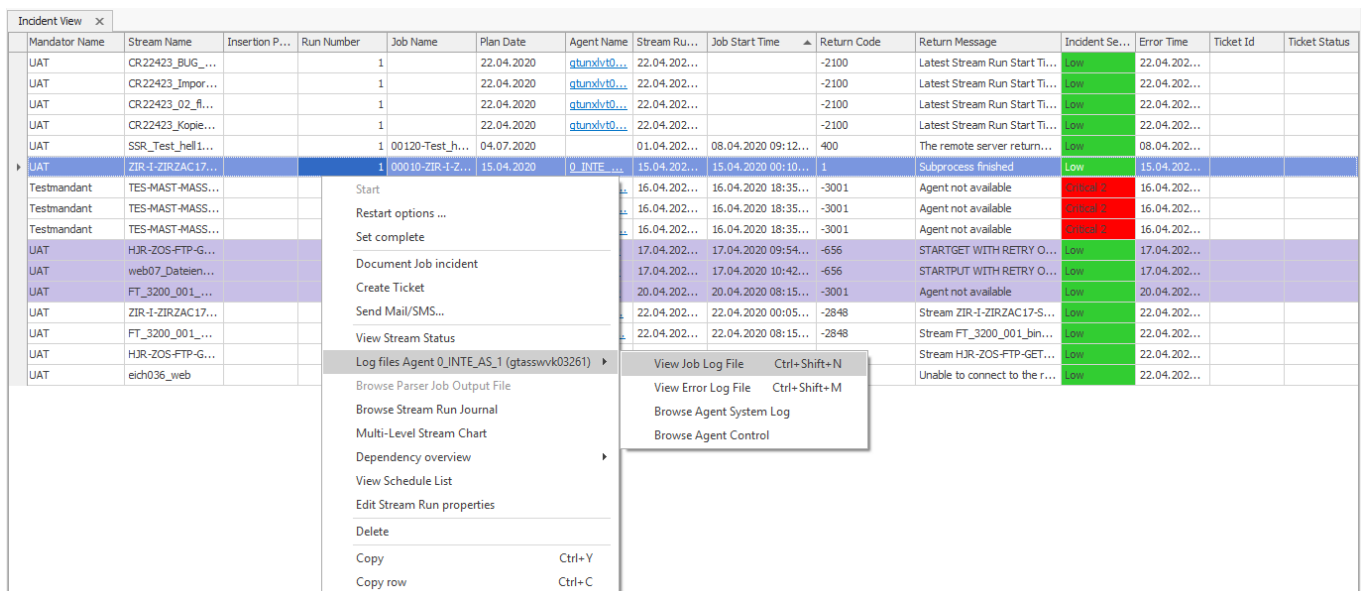 Incident View ×
Mandator Name Stream Name Insertion P... Run Number Job Name Plan Date Agent Name Stream Ru... Job Start Time Return Code Return Message Incident Se... Error Time Ticket Id Ticket Status
UAT CR22423_BUG_... 1 22.04.2020 gtunxlvt0... 22.04.202... -2100 Latest Stream Run Start Ti... Low 22.04.202...
UAT CR22423_Impor... 1 22.04.2020 gtunxlvt0... 22.04.202... -2100 Latest Stream Run Start Ti... Low 22.04.202...
UAT CR22423_02_fl... 1 22.04.2020 gtunxlvt0... 22.04.202... -2100 Latest Stream Run Start Ti... Low 22.04.202...
UAT CR22423_Kopie... 1 22.04.2020 gtunxlvt0... 22.04.202... -2100 Latest Stream Run Start Ti... Low 22.04.202...
UAT SSR_Test_hell1... 1 00120-Test_h... 04.07.2020 01.04.202... 08.04.2020 09:12... 400 The remote server return... Low 08.04.202...
UAT ZIR-I-ZIRZAC17... 1 00010-ZIR-I-Z... 15.04.2020 0_INTE_... 15.04.202... 15.04.2020 00:10... 1 Subprocess finished Low 15.04.202...
Testmandant TES-MAST-MASS... 16.04.202... 16.04.2020 18:35... -3001 Agent not available Critical 2 16.04.202...
Testmandant TES-MAST-MASS... 16.04.202... 16.04.2020 18:35... -3001 Agent not available Critical 2 16.04.202...
Testmandant TES-MAST-MASS... 16.04.202... 16.04.2020 18:35... -3001 Agent not available Critical 2 16.04.202...
UAT HJR-ZOS-FTP-G... 17.04.202... 17.04.2020 09:54... -656 STARTGET WITH RETRY O... Low 17.04.202...
UAT web07_Dateien... 17.04.202... 17.04.2020 10:42... -656 STARTPUT WITH RETRY O... Low 17.04.202...
UAT FT_3200_001_... 20.04.202... 20.04.2020 08:15... -3001 Agent not available Low 20.04.202...
UAT ZIR-I-ZIRZAC17... 22.04.202... 22.04.2020 00:05... -2848 Stream ZIR-I-ZIRZAC17-S... Low 22.04.202...
UAT FT_3200_001_... 22.04.202... 22.04.2020 08:15... -2848 Stream FT_3200_001_bin... Low 22.04.202...
UAT HJR-ZOS-FTP-G... Stream HJR-ZOS-FTP-GET... Low 22.04.202...
UAT eich036_web Unable to connect to the r... Low 22.04.202...
Start
Restart options ...
Set complete
Document Job incident
Create Ticket
Send Mail/SMS...
View Stream Status
Log files Agent 0_INTE_AS_1 (gtasswvk03261)
Browse Parser Job Output File
Browse Stream Run Journal
Multi-Level Stream Chart
Dependency overview
View Schedule List
Edit Stream Run properties
Delete
Copy Ctrl+Y
Copy row Ctrl+C
View Job Log File Ctrl+Shift+N
View Error Log File Ctrl+Shift+M
Browse Agent System Log
Browse Agent Control